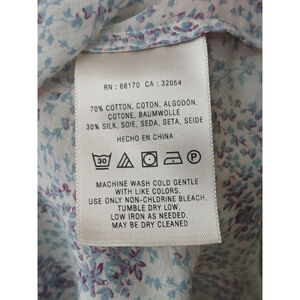 RN : 66170 CA : 32054
70% COTTON, COTON, ALGODÓN,
COTONE, BAUMWOLLE
30% SILK, SOIE, SEDA, SETA, SEIDE
HECHO EN CHINA
30 P
MACHINE WASH COLD GENTLE
WITH LIKE COLORS.
USE ONLY NON-CHLORINE BLEACH.
TUMBLE DRY LOW.
LOW IRON AS NEEDED.
MAY BE DRY CLEANED